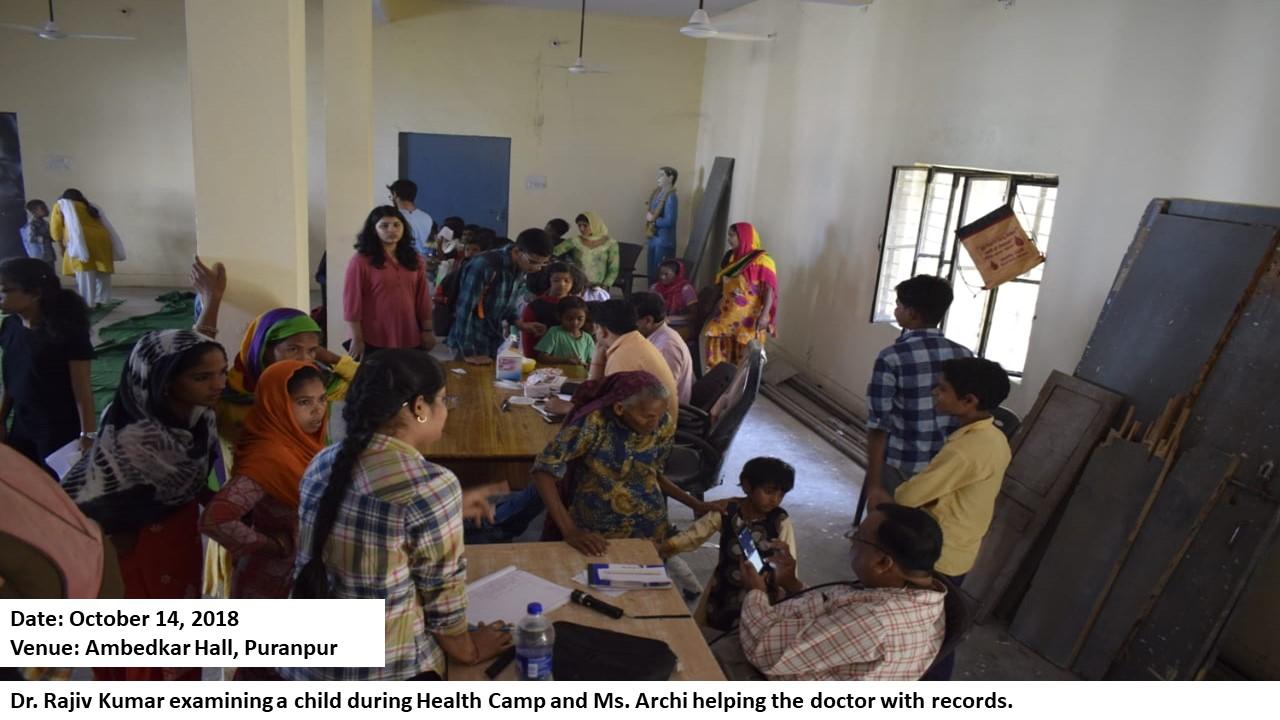 Date: October 14, 2018
Venue: Ambedkar Hall, Puranpur
Dr. Rajiv Kumar examining a child during Health Camp and Ms. Archi helping the doctor with records.